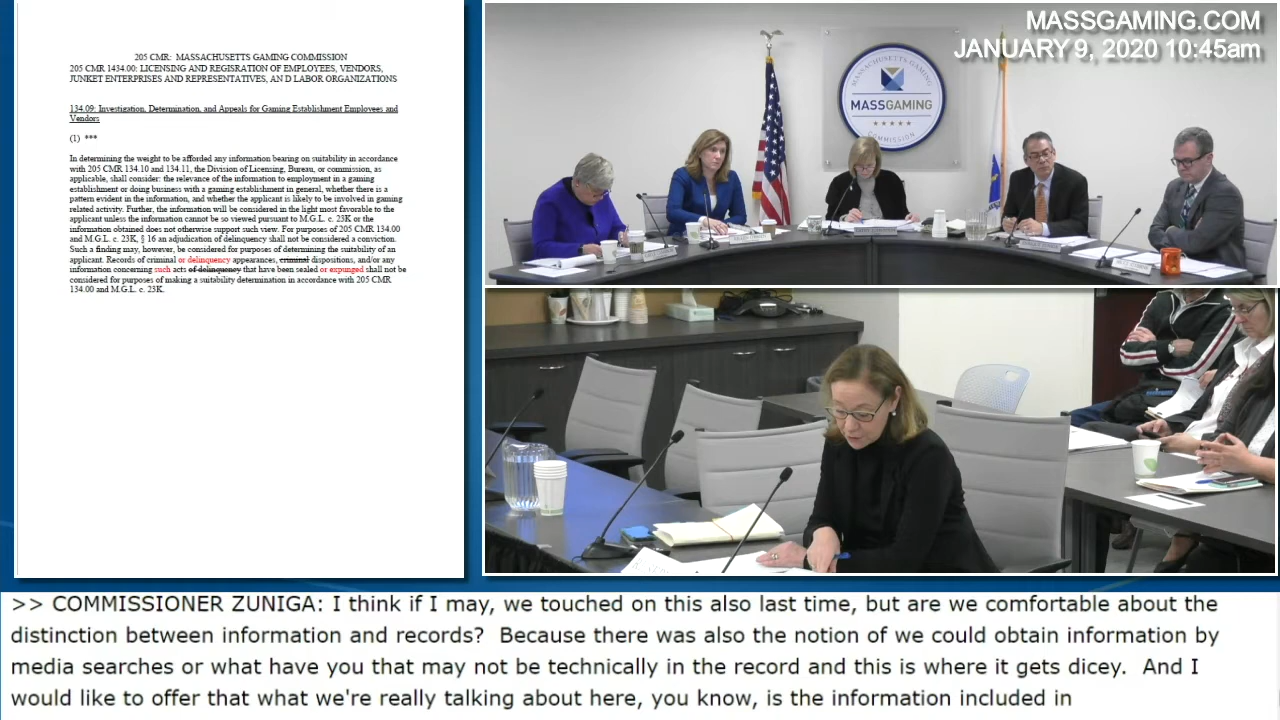 205 CMR: MASSACHUSETTS GAMING COMMISSION
205 CMR 1434.00: LICENSING AND REGISRATION OF EMPLOYEES, VENDORS,
JUNKET ENTERPRISES AND REPRESENTATIVES, AN D LABOR ORGANIZATIONS
134.09: Investigation, Determination, and Appeals for Gaming Establishment Employees and
Vendors
(1) ***
In determining the weight to be afforded any information bearing on suitability in accordance
with 205 CMR 134.10 and 134.11, the Division of Licensing, Bureau, or commission, as
applicable, shall consider: the relevance of the information to employment in a gaming
establishment or doing business with a gaming establishment in general, whether there is a
pattern evident in the information, and whether the applicant is likely to be involved in gaming
related activity. Further, the information will be considered in the light most favorable to the
applicant unless the information cannot be so viewed pursuant to M.G.L. c. 23K or the
information obtained does not otherwise support such view. For purposes of 205 CMR 134.00
and M.G.L. c. 23K, § 16 an adjudication of delinquency shall not be considered a conviction.
Such a finding may, however, be considered for purposes of determining the suitability of an
applicant. Records of criminal or delinquency appearances, criminal dispositions, and/or any
information concerning such acts of delinquency that have been sealed or expunged shall not be
considered for purposes of making a suitability determination in accordance with 205 CMR
134.00 and M.G.L. c. 23K.
MASSGAMING.COM
JANUARY 9, 2020 10:45am
MASSACHUSETTS GAMING
MASSGAMING
COMMISSION
>> COMMISSIONER ZUNIGA: I think if I may, we touched on this also last time, but are we comfortable about the
distinction between information and records?  Because there was also the notion of we could obtain information by
media searches or what have you that may not be technically in the record and this is where it gets dicey.  And I
would like to offer that what we're really talking about here, you know, is the information included in